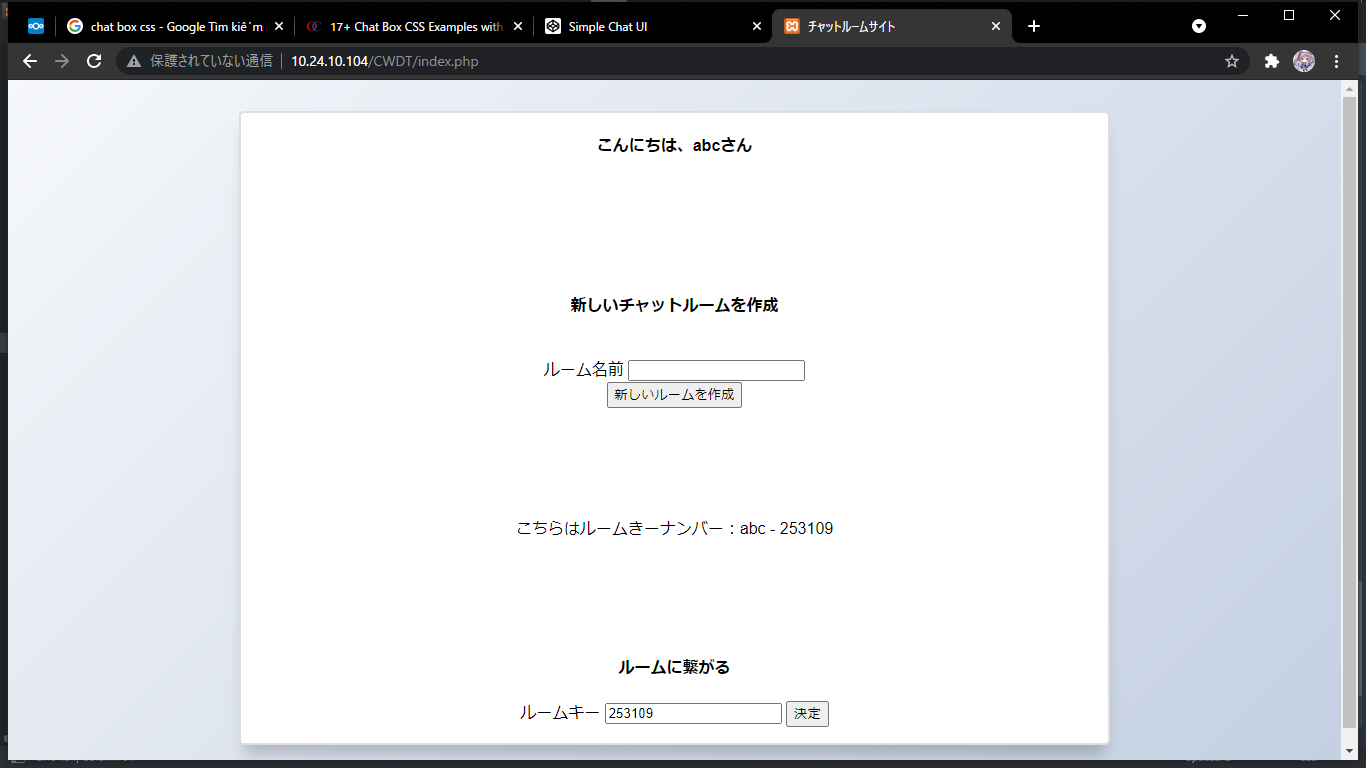 chat box css - Google Tìm kiếm
17+ Chat Box CSS Examples with
Simple Chat UI
チャットルームサイト
保護されていない通信
10.24.10.104/CWDT/index.php
こんにちは、abcさん
新しいチャットルームを作成
ルーム名前
新しいルームを作成
こちらはルームきーナンバー：abc - 253109
ルームに繋がる
ルームキー 253109 決定